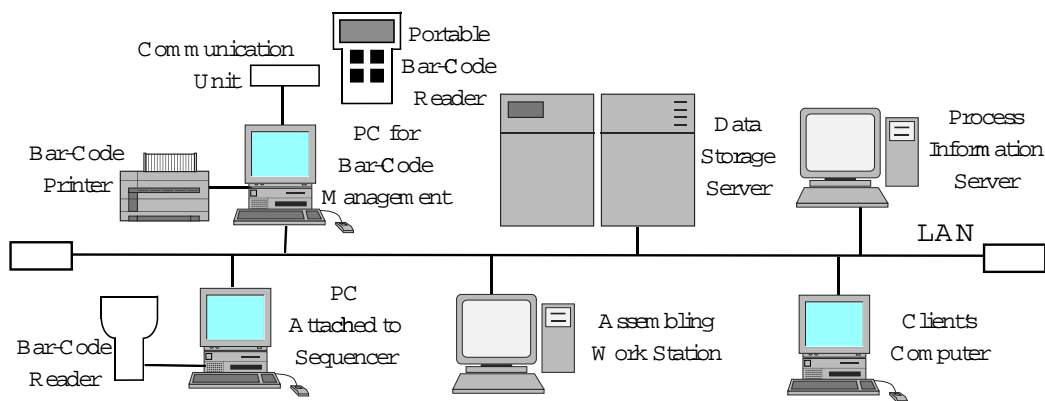 Communication
Unit
Portable
Bar-Code
Reader
Bar-Code
Printer
PC for
Bar-Code
Management
Data
Storage
Server
Process
Information
Server
LAN
Bar-Code
Reader
PC
Attached to
Sequencer
Assembling
Work Station
Client's
Computer